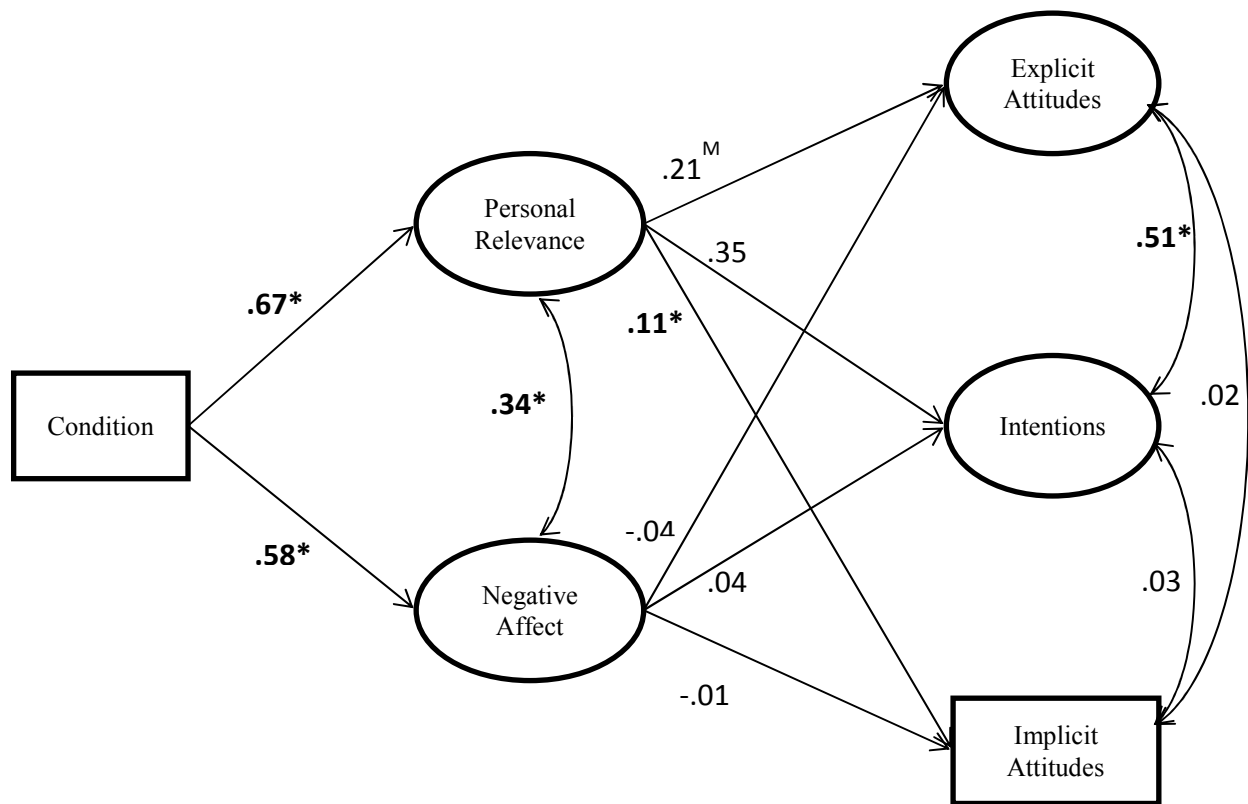 Explicit
Attitudes
.21ᴹ
Personal
Relevance
.35
.51*
.67*
.11*
.02
.34*
Condition
Intentions
-.04
.58*
.04
.03
Negative
Affect
-.01
Implicit
Attitudes